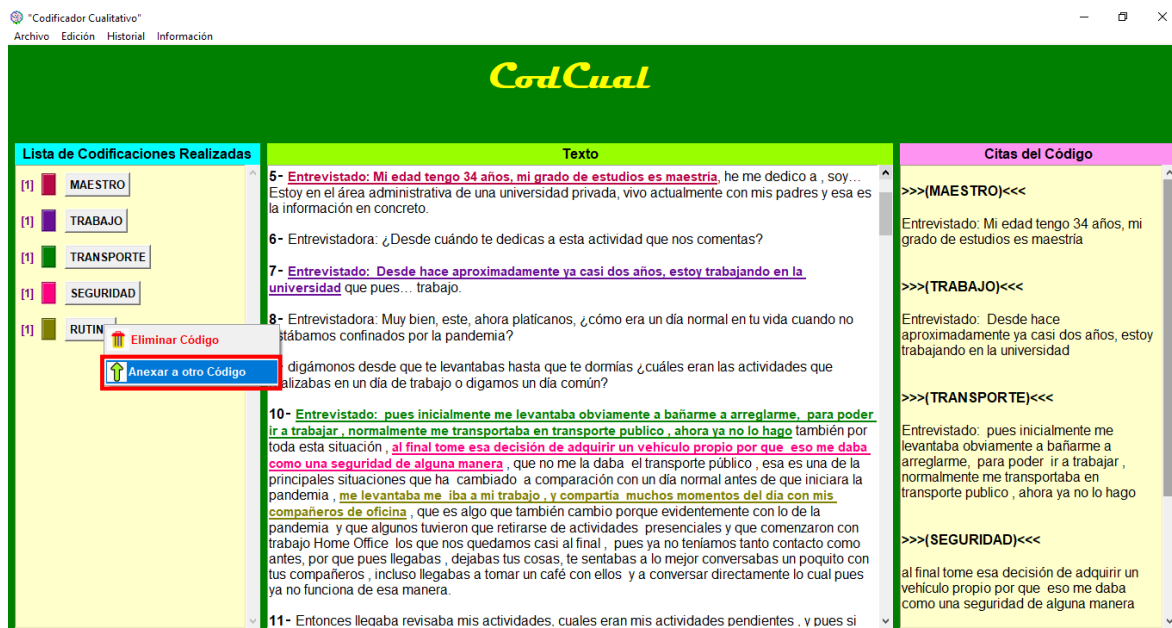 "Codificador Cualitativo"
Archivo Edición Historial Información
CodCual
Lista de Codificaciones Realizadas
[1] MAESTRO
[1] TRABAJO
[1] TRANSPORTE
[1] SEGURIDAD
[1] RUTIN
Eliminar Código
Anexar a otro Código
Texto
5- Entrevistado: Mi edad tengo 34 años, mi grado de estudios es maestría, he me dedico a , soy…
Estoy en el área administrativa de una universidad privada, vivo actualmente con mis padres y esa es
la información en concreto.
6- Entrevistadora: ¿Desde cuándo te dedicas a esta actividad que nos comentas?
7- Entrevistado:  Desde hace aproximadamente ya casi dos años, estoy trabajando en la
universidad que pues… trabajo.
8- Entrevistadora: Muy bien, este, ahora platícanos, ¿cómo era un día normal en tu vida cuando no
stábamos confinados por la pandemia?
digámonos desde que te levantabas hasta que te dormías ¿cuáles eran las actividades que
alizabas en un día de trabajo o digamos un día común?
10- Entrevistado:  pues inicialmente me levantaba obviamente a bañarme a arreglarme,  para poder
ir a trabajar , normalmente me transportaba en transporte publico , ahora ya no lo hago también por
toda esta situación , al final tome esa decisión de adquirir un vehículo propio por que  eso me daba
como una seguridad de alguna manera , que no me la daba  el transporte público , esa es una de la
principales situaciones que ha  cambiado  a comparación con un día normal antes de que iniciara la
pandemia , me levantaba me  iba a mi trabajo , y compartía  muchos momentos del día con mis
compañeros de oficina , que es algo que también cambio porque evidentemente con lo de la
pandemia  y que algunos tuvieron que retirarse de actividades  presenciales y que comenzaron con
trabajo Home Office  los que nos quedamos casi al final ,  pues ya no teníamos tanto contacto como
antes, por que pues llegabas , dejabas tus cosas, te sentabas a lo mejor conversabas un poquito con
tus compañeros , incluso llegabas a tomar un café con ellos  y a conversar directamente lo cual pues
ya no funciona de esa manera.
11- Entonces llegaba revisaba mis actividades, cuales eran mis actividades pendientes , y pues si
Citas del Código
>>>(MAESTRO)<<<
Entrevistado: Mi edad tengo 34 años, mi
grado de estudios es maestría
>>>(TRABAJO)<<<
Entrevistado:  Desde hace
aproximadamente ya casi dos años, estoy
trabajando en la universidad
>>>(TRANSPORTE)<<<
Entrevistado:  pues inicialmente me
levantaba obviamente a bañarme a
arreglarme,  para poder  ir a trabajar ,
normalmente me transportaba en
transporte publico , ahora ya no lo hago
>>>(SEGURIDAD)<<<
al final tome esa decisión de adquirir un
vehículo propio por que  eso me daba
como una seguridad de alguna manera